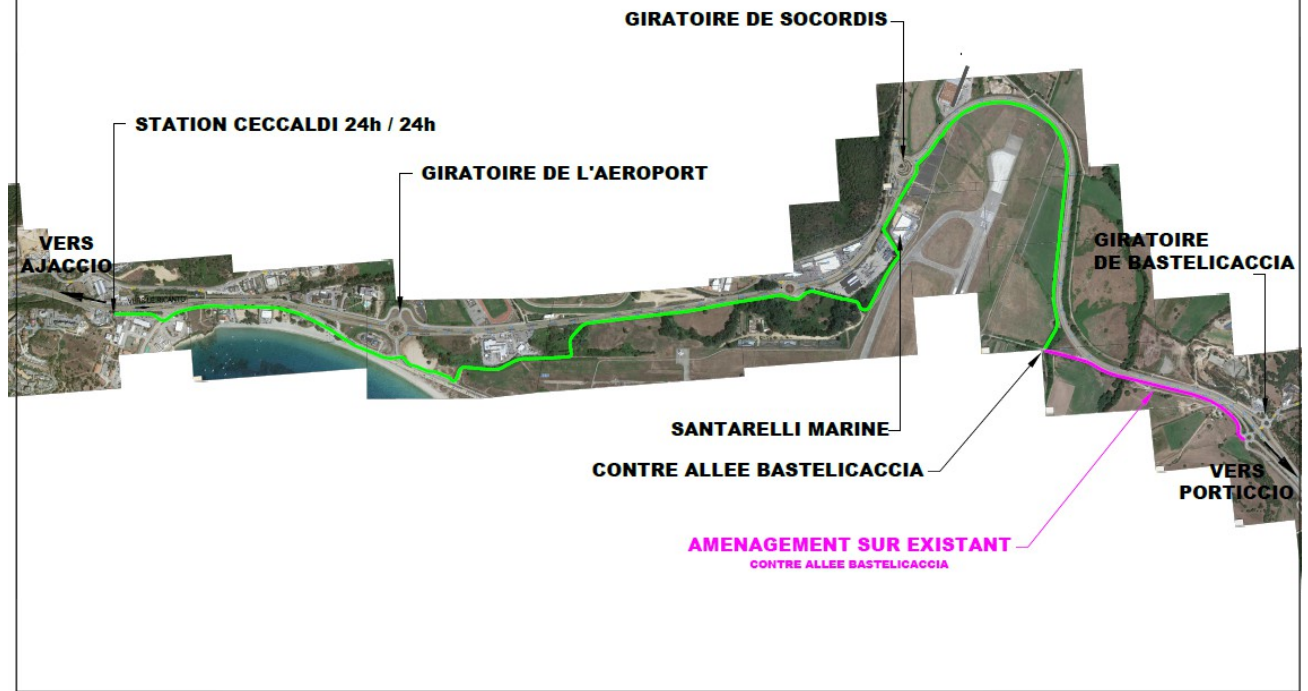 GIRATOIRE DE SOCORDIS
STATION CECCALDI 24h / 24h
GIRATOIRE DE L'AEROPORT
VERS
AJACCIO
GIRATOIRE
DE BASTELICACCIA
SANTARELLI MARINE
CONTRE ALLEE BASTELICACCIA
VERS
PORTICCIO
AMENAGEMENT SUR EXISTANT
CONTRE ALLEE BASTELICACCIA